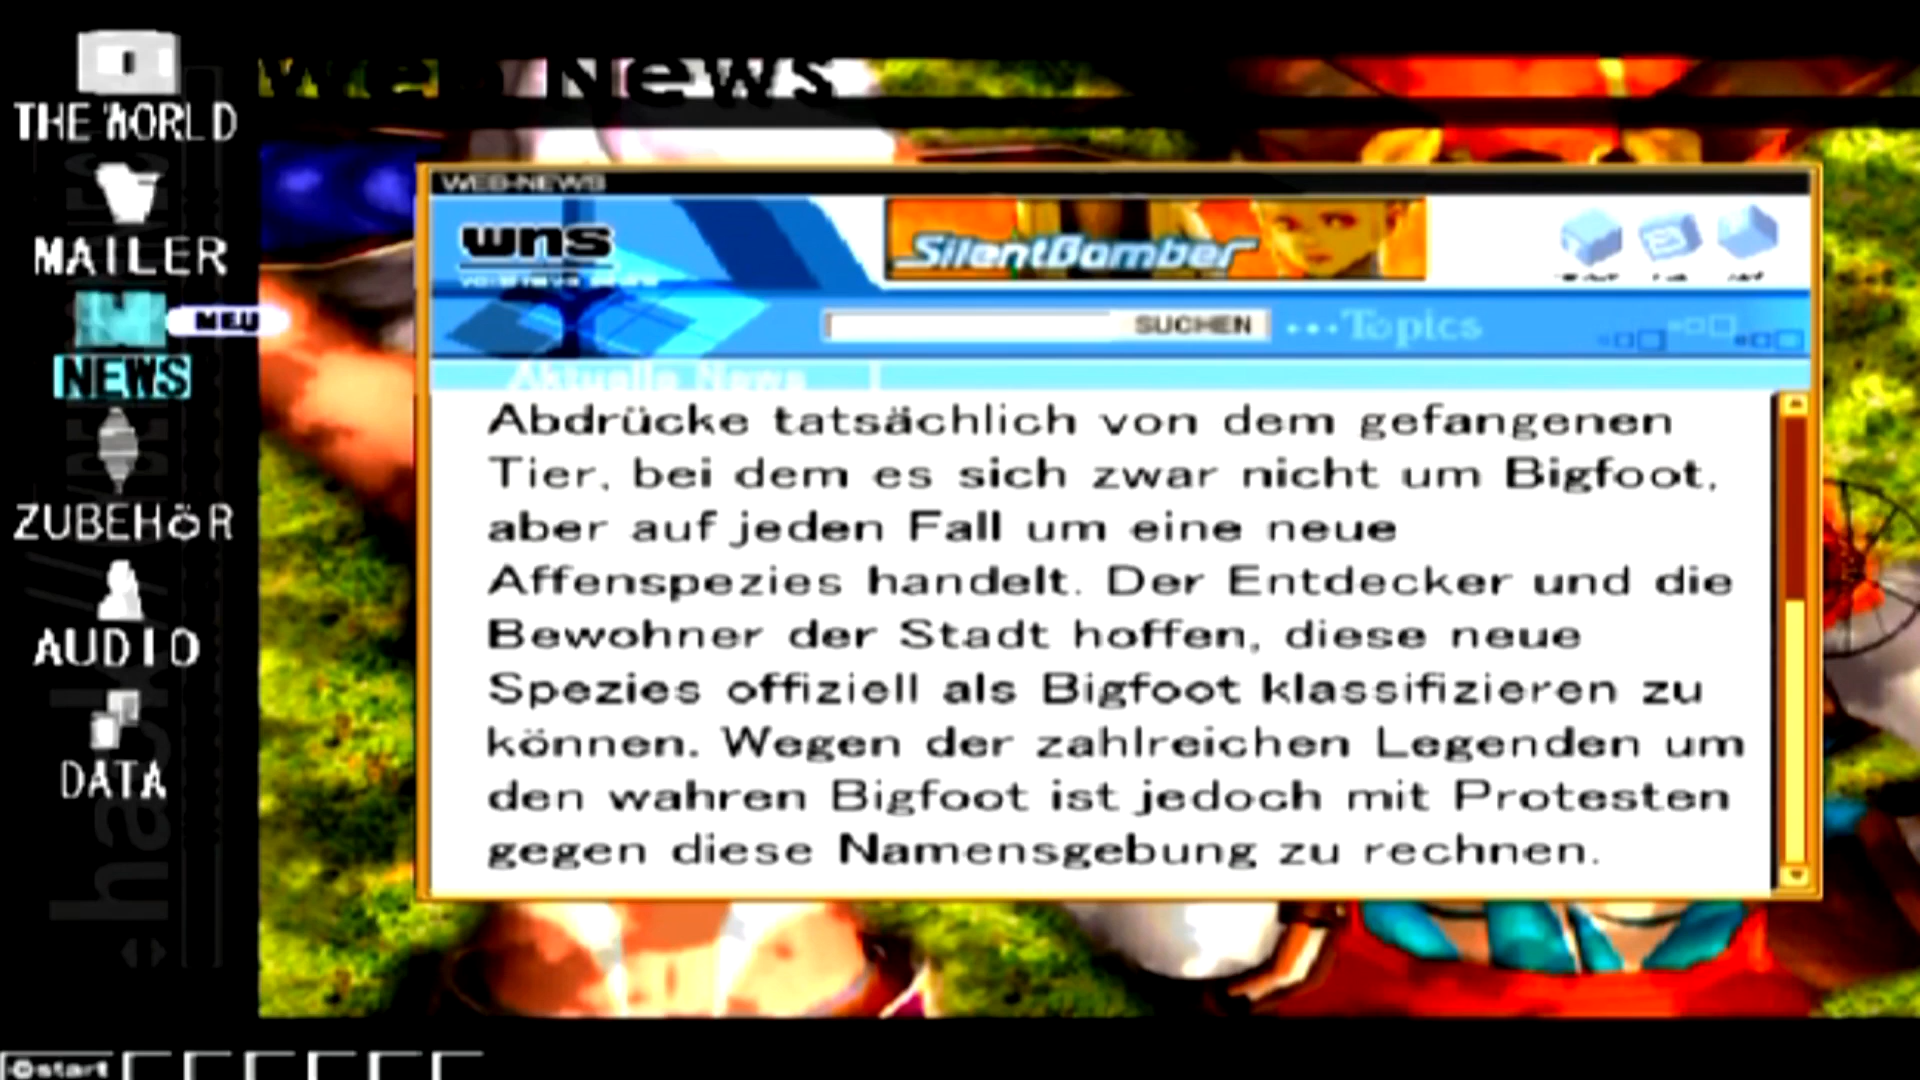 Web News
THE WORLD
MAILER
NEU
NEWS
ZUBEHöR
AUDIO
DATA
WEB-NEWS
wns
SilentBomber
SUCHEN
...Topics
Aktuelle News
Abdrücke tatsächlich von dem gefangenen
Tier, bei dem es sich zwar nicht um Bigfoot,
aber auf jeden Fall um eine neue
Affenspezies handelt. Der Entdecker und die
Bewohner der Stadt hoffen, diese neue
Spezies offiziell als Bigfoot klassifizieren zu
können. Wegen der zahlreichen Legenden um
den wahren Bigfoot ist jedoch mit Protesten
gegen diese Namensgebung zu rechnen.
start